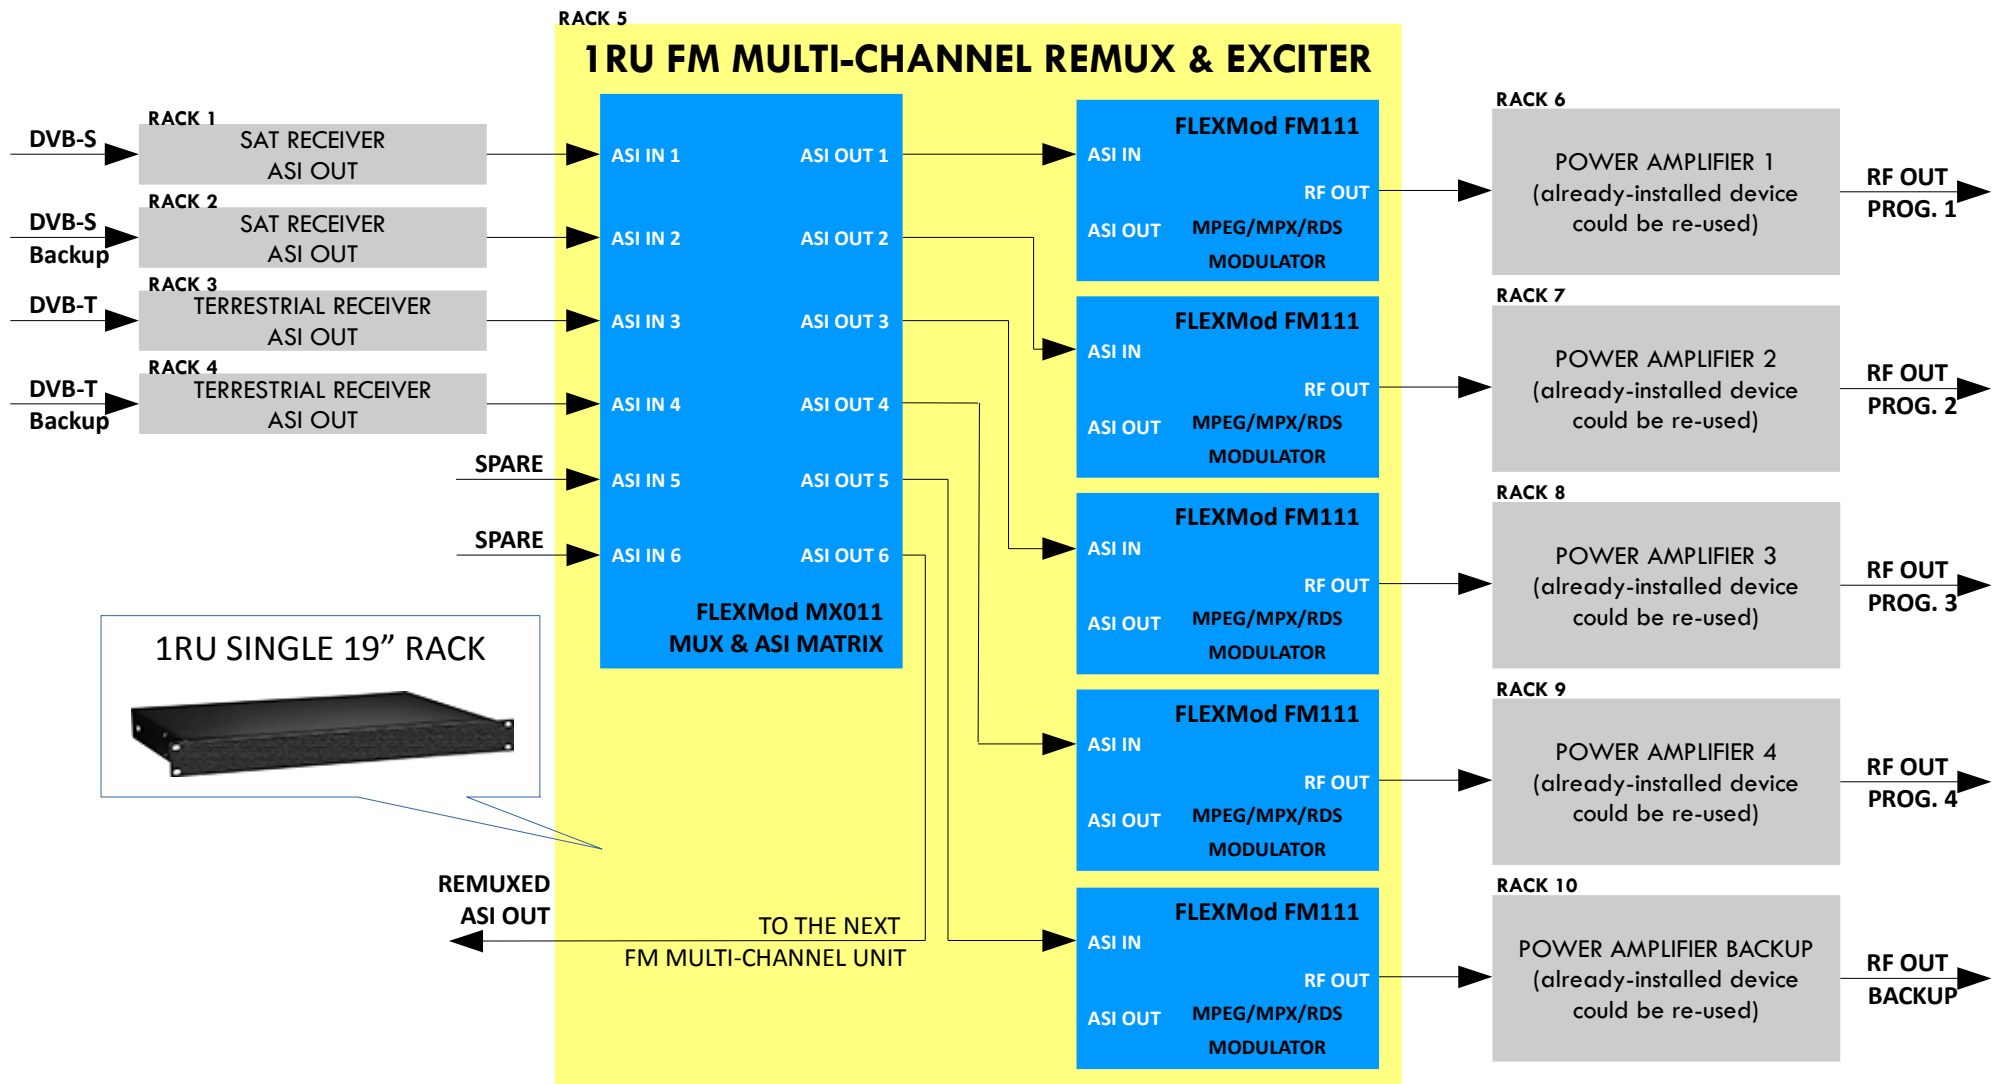 RACK 5
1RU FM MULTI-CHANNEL REMUX & EXCITER
DVB-S
RACK 1
SAT RECEIVER
ASI OUT
DVB-S
Backup
RACK 2
SAT RECEIVER
ASI OUT
DVB-T
RACK 3
TERRESTRIAL RECEIVER
ASI OUT
DVB-T
Backup
RACK 4
TERRESTRIAL RECEIVER
ASI OUT
SPARE
SPARE
ASI IN 1
ASI IN 2
ASI IN 3
ASI IN 4
ASI IN 5
ASI IN 6
ASI OUT 1
ASI OUT 2
ASI OUT 3
ASI OUT 4
ASI OUT 5
ASI OUT 6
FLEXMod MX011
MUX & ASI MATRIX
1RU SINGLE 19” RACK
REMUXED
ASI OUT
TO THE NEXT
FM MULTI-CHANNEL UNIT
FLEXMod FM111
ASI IN
RF OUT
ASI OUT
MPEG/MPX/RDS
MODULATOR
FLEXMod FM111
ASI IN
RF OUT
ASI OUT
MPEG/MPX/RDS
MODULATOR
FLEXMod FM111
ASI IN
RF OUT
ASI OUT
MPEG/MPX/RDS
MODULATOR
FLEXMod FM111
ASI IN
RF OUT
ASI OUT
MPEG/MPX/RDS
MODULATOR
FLEXMod FM111
ASI IN
RF OUT
ASI OUT
MPEG/MPX/RDS
MODULATOR
RACK 6
POWER AMPLIFIER 1
(already-installed device
could be re-used)
RF OUT
PROG. 1
RACK 7
POWER AMPLIFIER 2
(already-installed device
could be re-used)
RF OUT
PROG. 2
RACK 8
POWER AMPLIFIER 3
(already-installed device
could be re-used)
RF OUT
PROG. 3
RACK 9
POWER AMPLIFIER 4
(already-installed device
could be re-used)
RF OUT
PROG. 4
RACK 10
POWER AMPLIFIER BACKUP
(already-installed device
could be re-used)
RF OUT
BACKUP